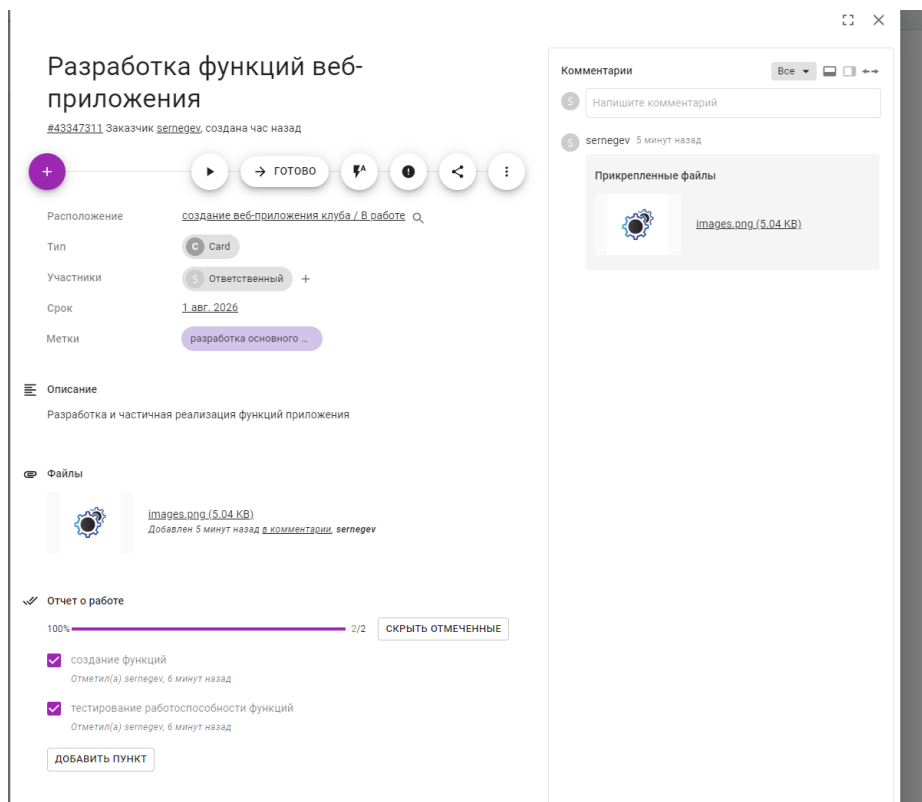 Разработка функций веб-
приложения
#43347311 Заказчик sernegev, создана час назад
ГОТОВО
Расположение создание веб-приложения клуба / В работе
Тип C Card
Участники S Ответственный
Срок 1 авг. 2026
Метки разработка основного ...
Описание
Разработка и частичная реализация функций приложения
Файлы
images.png (5.04 KB)
Добавлен 5 минут назад в комментарии, sernegev
Отчет о работе
100% 2/2 СКРЫТЬ ОТМЕЧЕННЫЕ
создание функций
Отметил(а) sernegev, 6 минут назад
тестирование работоспособности функций
Отметил(а) sernegev, 6 минут назад
ДОБАВИТЬ ПУНКТ
Комментарии Все
S Напишите комментарий
S sernegev 5 минут назад
Прикрепленные файлы
images.png (5.04 KB)